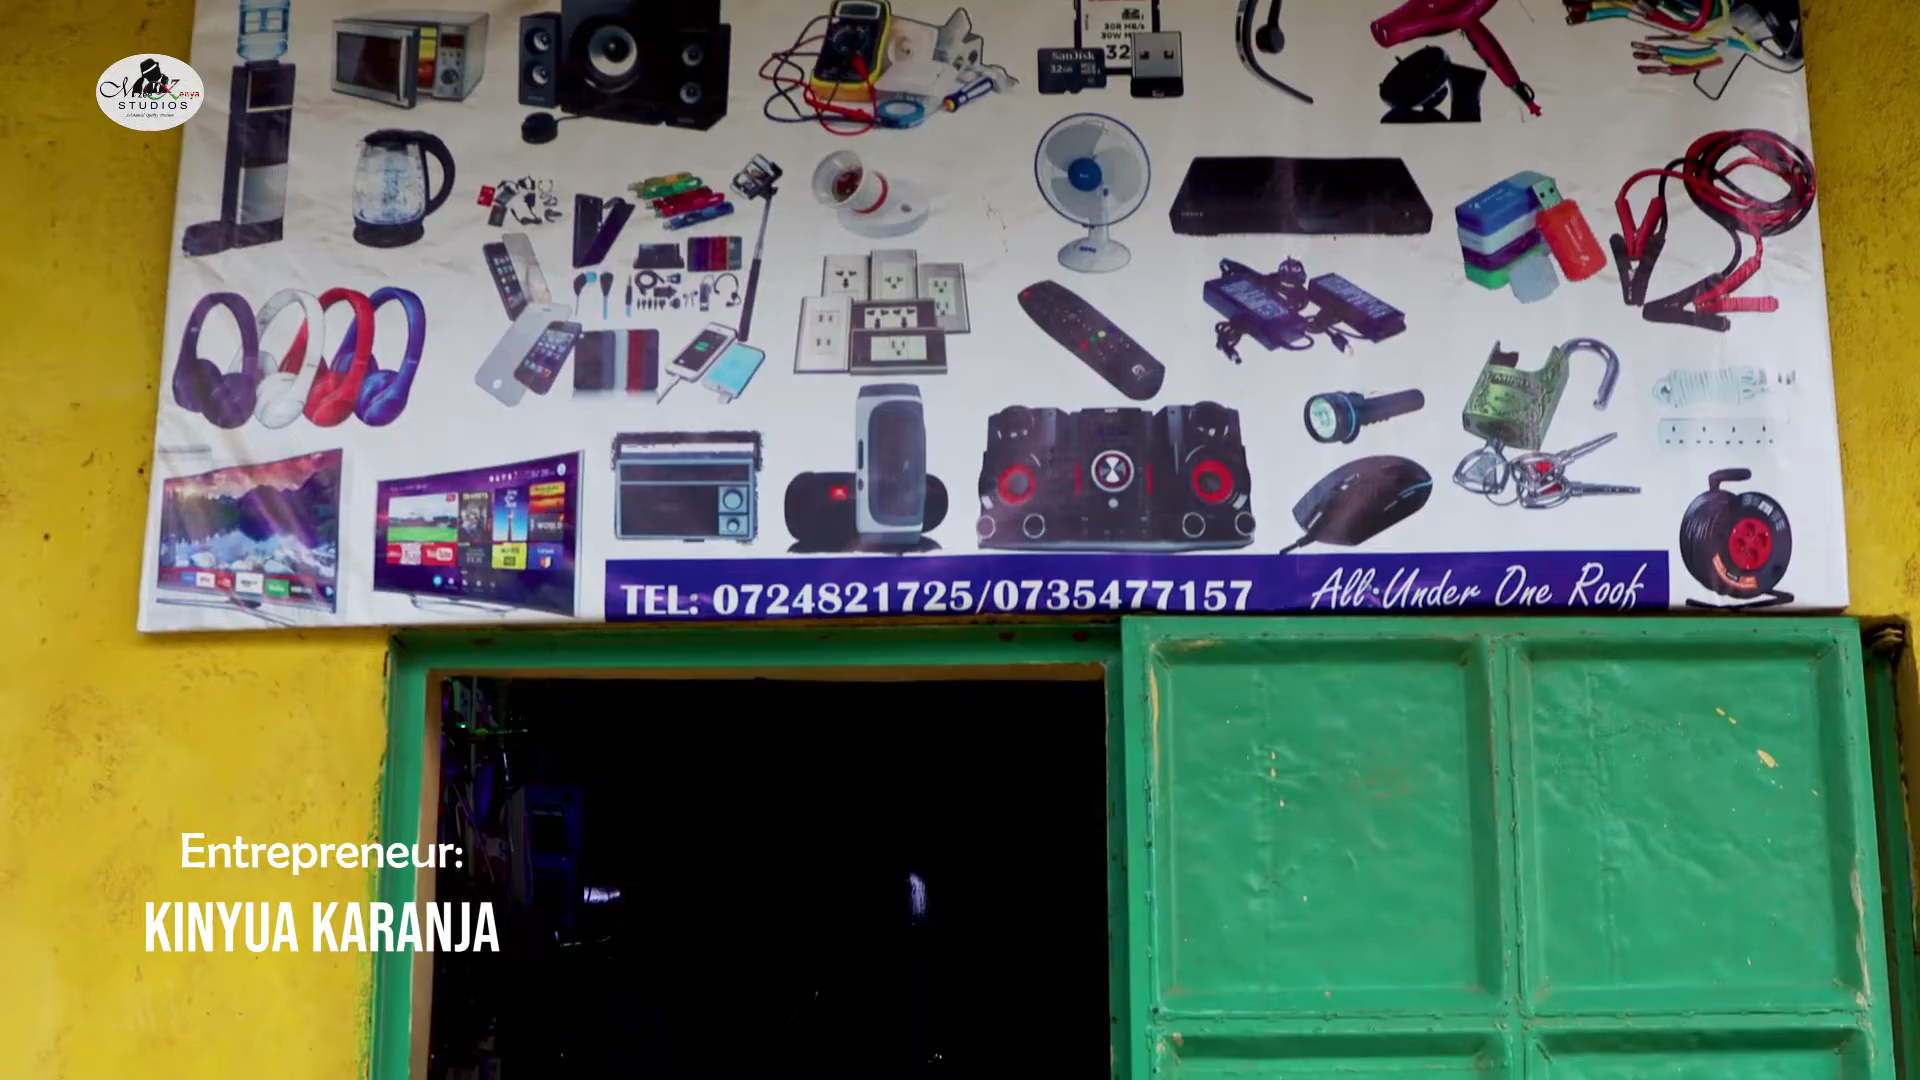 STUDIOS
SanDisk
32
TEL: 0724821725/0735477157
All Under One Roof
Entrepreneur:
KINYUA KARANJA